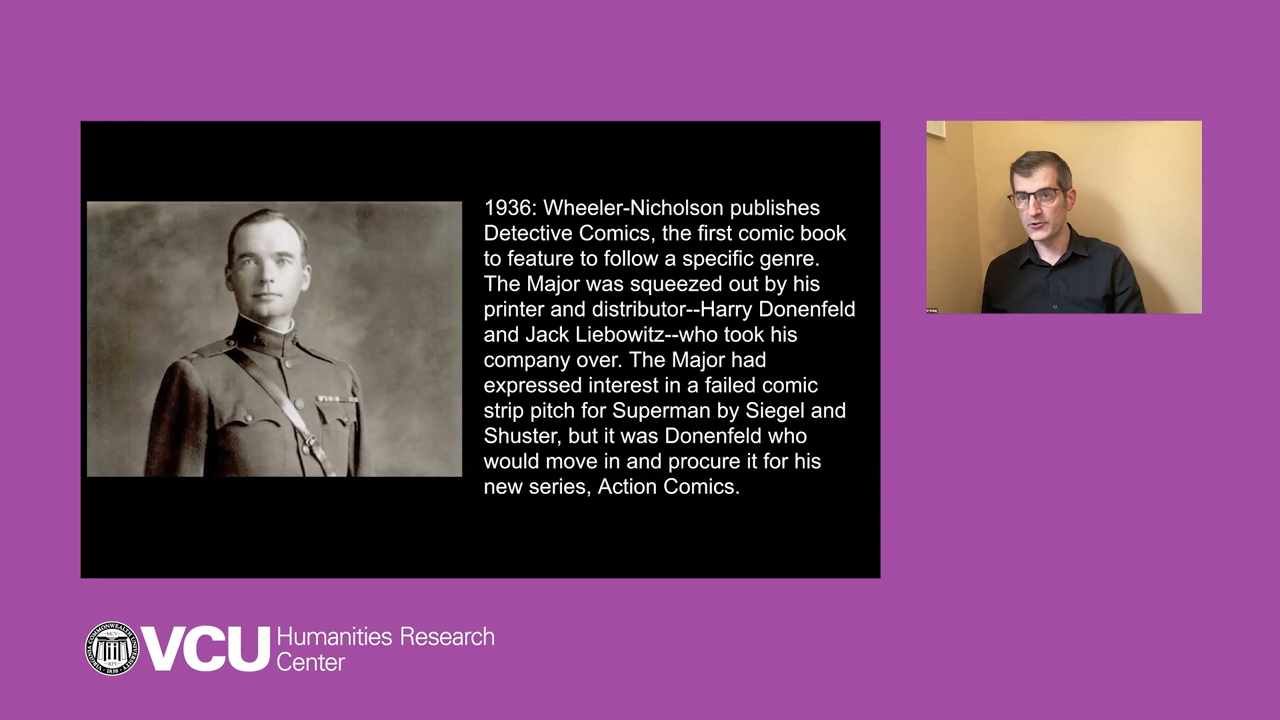 1936: Wheeler-Nicholson publishes
Detective Comics, the first comic book
to feature to follow a specific genre.
The Major was squeezed out by his
printer and distributor--Harry Donenfeld
and Jack Liebowitz--who took his
company over. The Major had
expressed interest in a failed comic
strip pitch for Superman by Siegel and
Shuster, but it was Donenfeld who
would move in and procure it for his
new series, Action Comics.
VCU Humanities Research
Center